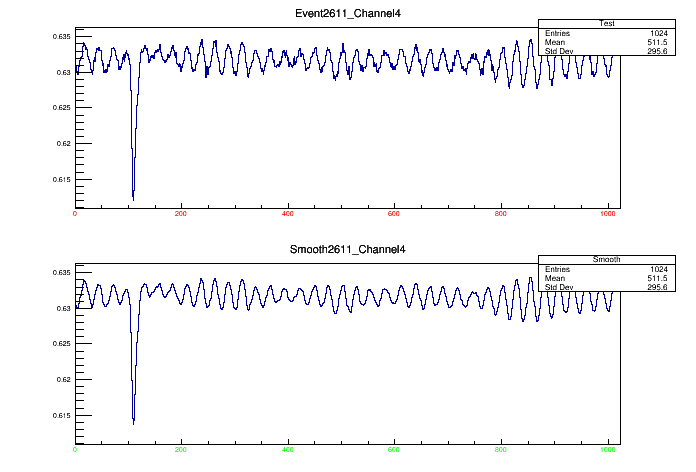 Event2611_Channel4
Test
Entries 1024
Mean 511.5
Std Dev 295.6
0.635
0.63
0.625
0.62
0.615
0 200 400 600 800 1000
Smooth2611_Channel4
Smooth
Entries 1024
Mean 511.5
Std Dev 295.6
0.635
0.63
0.625
0.62
0.615
0 200 400 600 800 1000